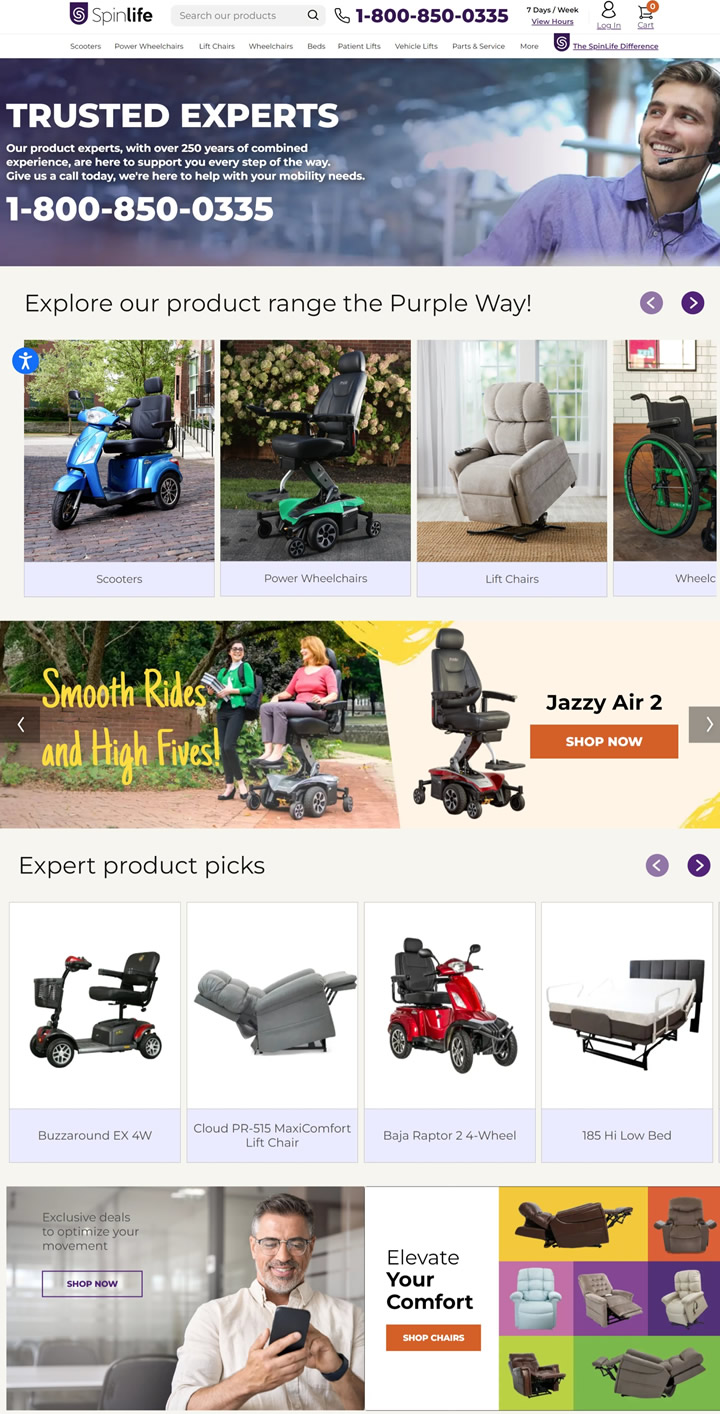 Spinlife
Search our products
1-800-850-0335
7 Days / Week
View Hours
Log In
0
Cart
Scooters
Power Wheelchairs
Lift Chairs
Wheelchairs
Beds
Patient Lifts
Vehicle Lifts
Parts & Service
More
The SpinLife Difference
TRUSTED EXPERTS
Our product experts, with over 250 years of combined
experience, are here to support you every step of the way.
Give us a call today, we're here to help with your mobility needs.
1-800-850-0335
Explore our product range the Purple Way!
Scooters
Power Wheelchairs
Lift Chairs
Wheelc
Smooth Rides
and High Fives!
Jazzy Air 2
SHOP NOW
Expert product picks
Buzzaround EX 4W
Cloud PR-515 MaxiComfort
Lift Chair
Baja Raptor 2 4-Wheel
185 Hi Low Bed
Exclusive deals
to optimize your
movement
SHOP NOW
Elevate
Your
Comfort
SHOP CHAIRS